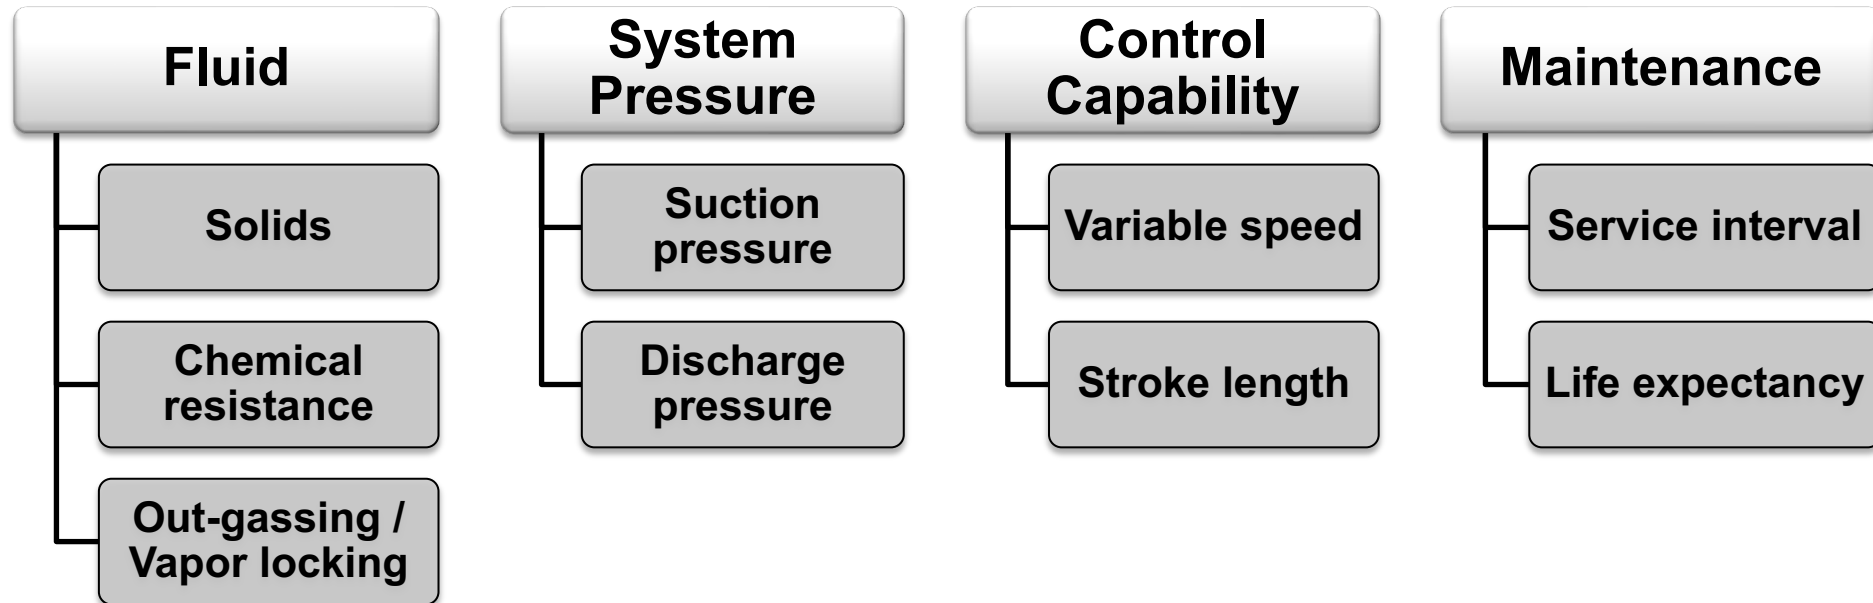 Fluid
Solids
Chemical
resistance
Out-gassing /
Vapor locking
System
Pressure
Suction
pressure
Discharge
pressure
Control
Capability
Variable speed
Stroke length
Maintenance
Service interval
Life expectancy